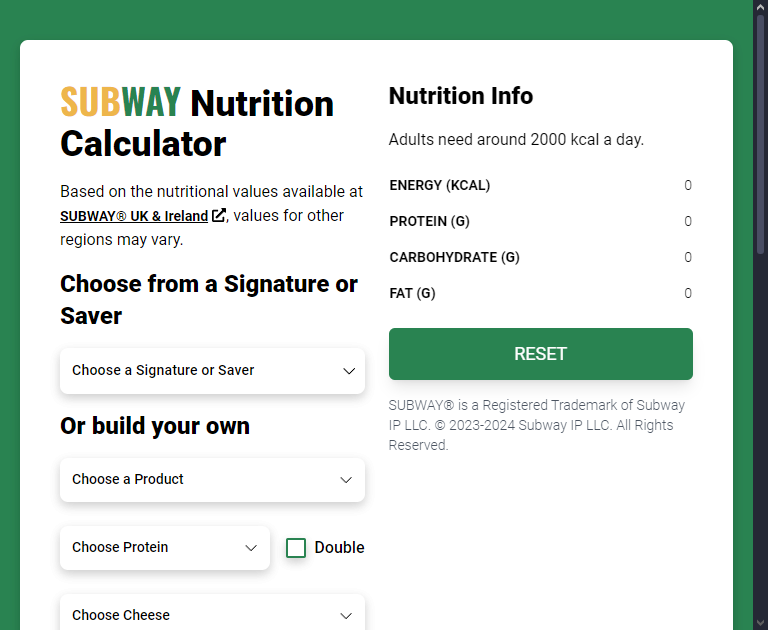 SUBWAY Nutrition
Calculator
Based on the nutritional values available at
SUBWAY® UK & Ireland, values for other
regions may vary.
Choose from a Signature or
Saver
Choose a Signature or Saver
Or build your own
Choose a Product
Choose Protein
Double
Choose Cheese
Nutrition Info
Adults need around 2000 kcal a day.
ENERGY (KCAL) 0
PROTEIN (G) 0
CARBOHYDRATE (G) 0
FAT (G) 0
RESET
SUBWAY® is a Registered Trademark of Subway
IP LLC. © 2023-2024 Subway IP LLC. All Rights
Reserved.